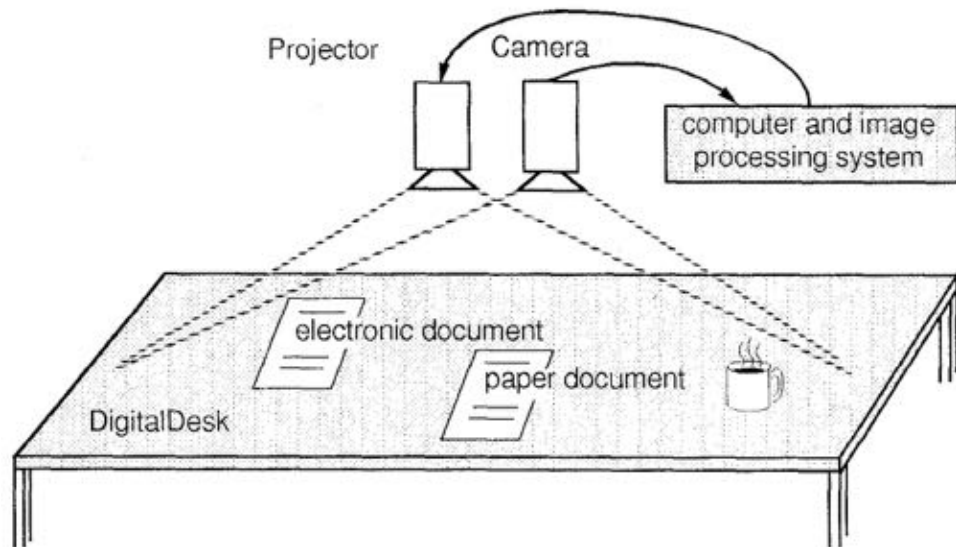 Projector
Camera
computer and image
processing system
electronic document
paper document
DigitalDesk